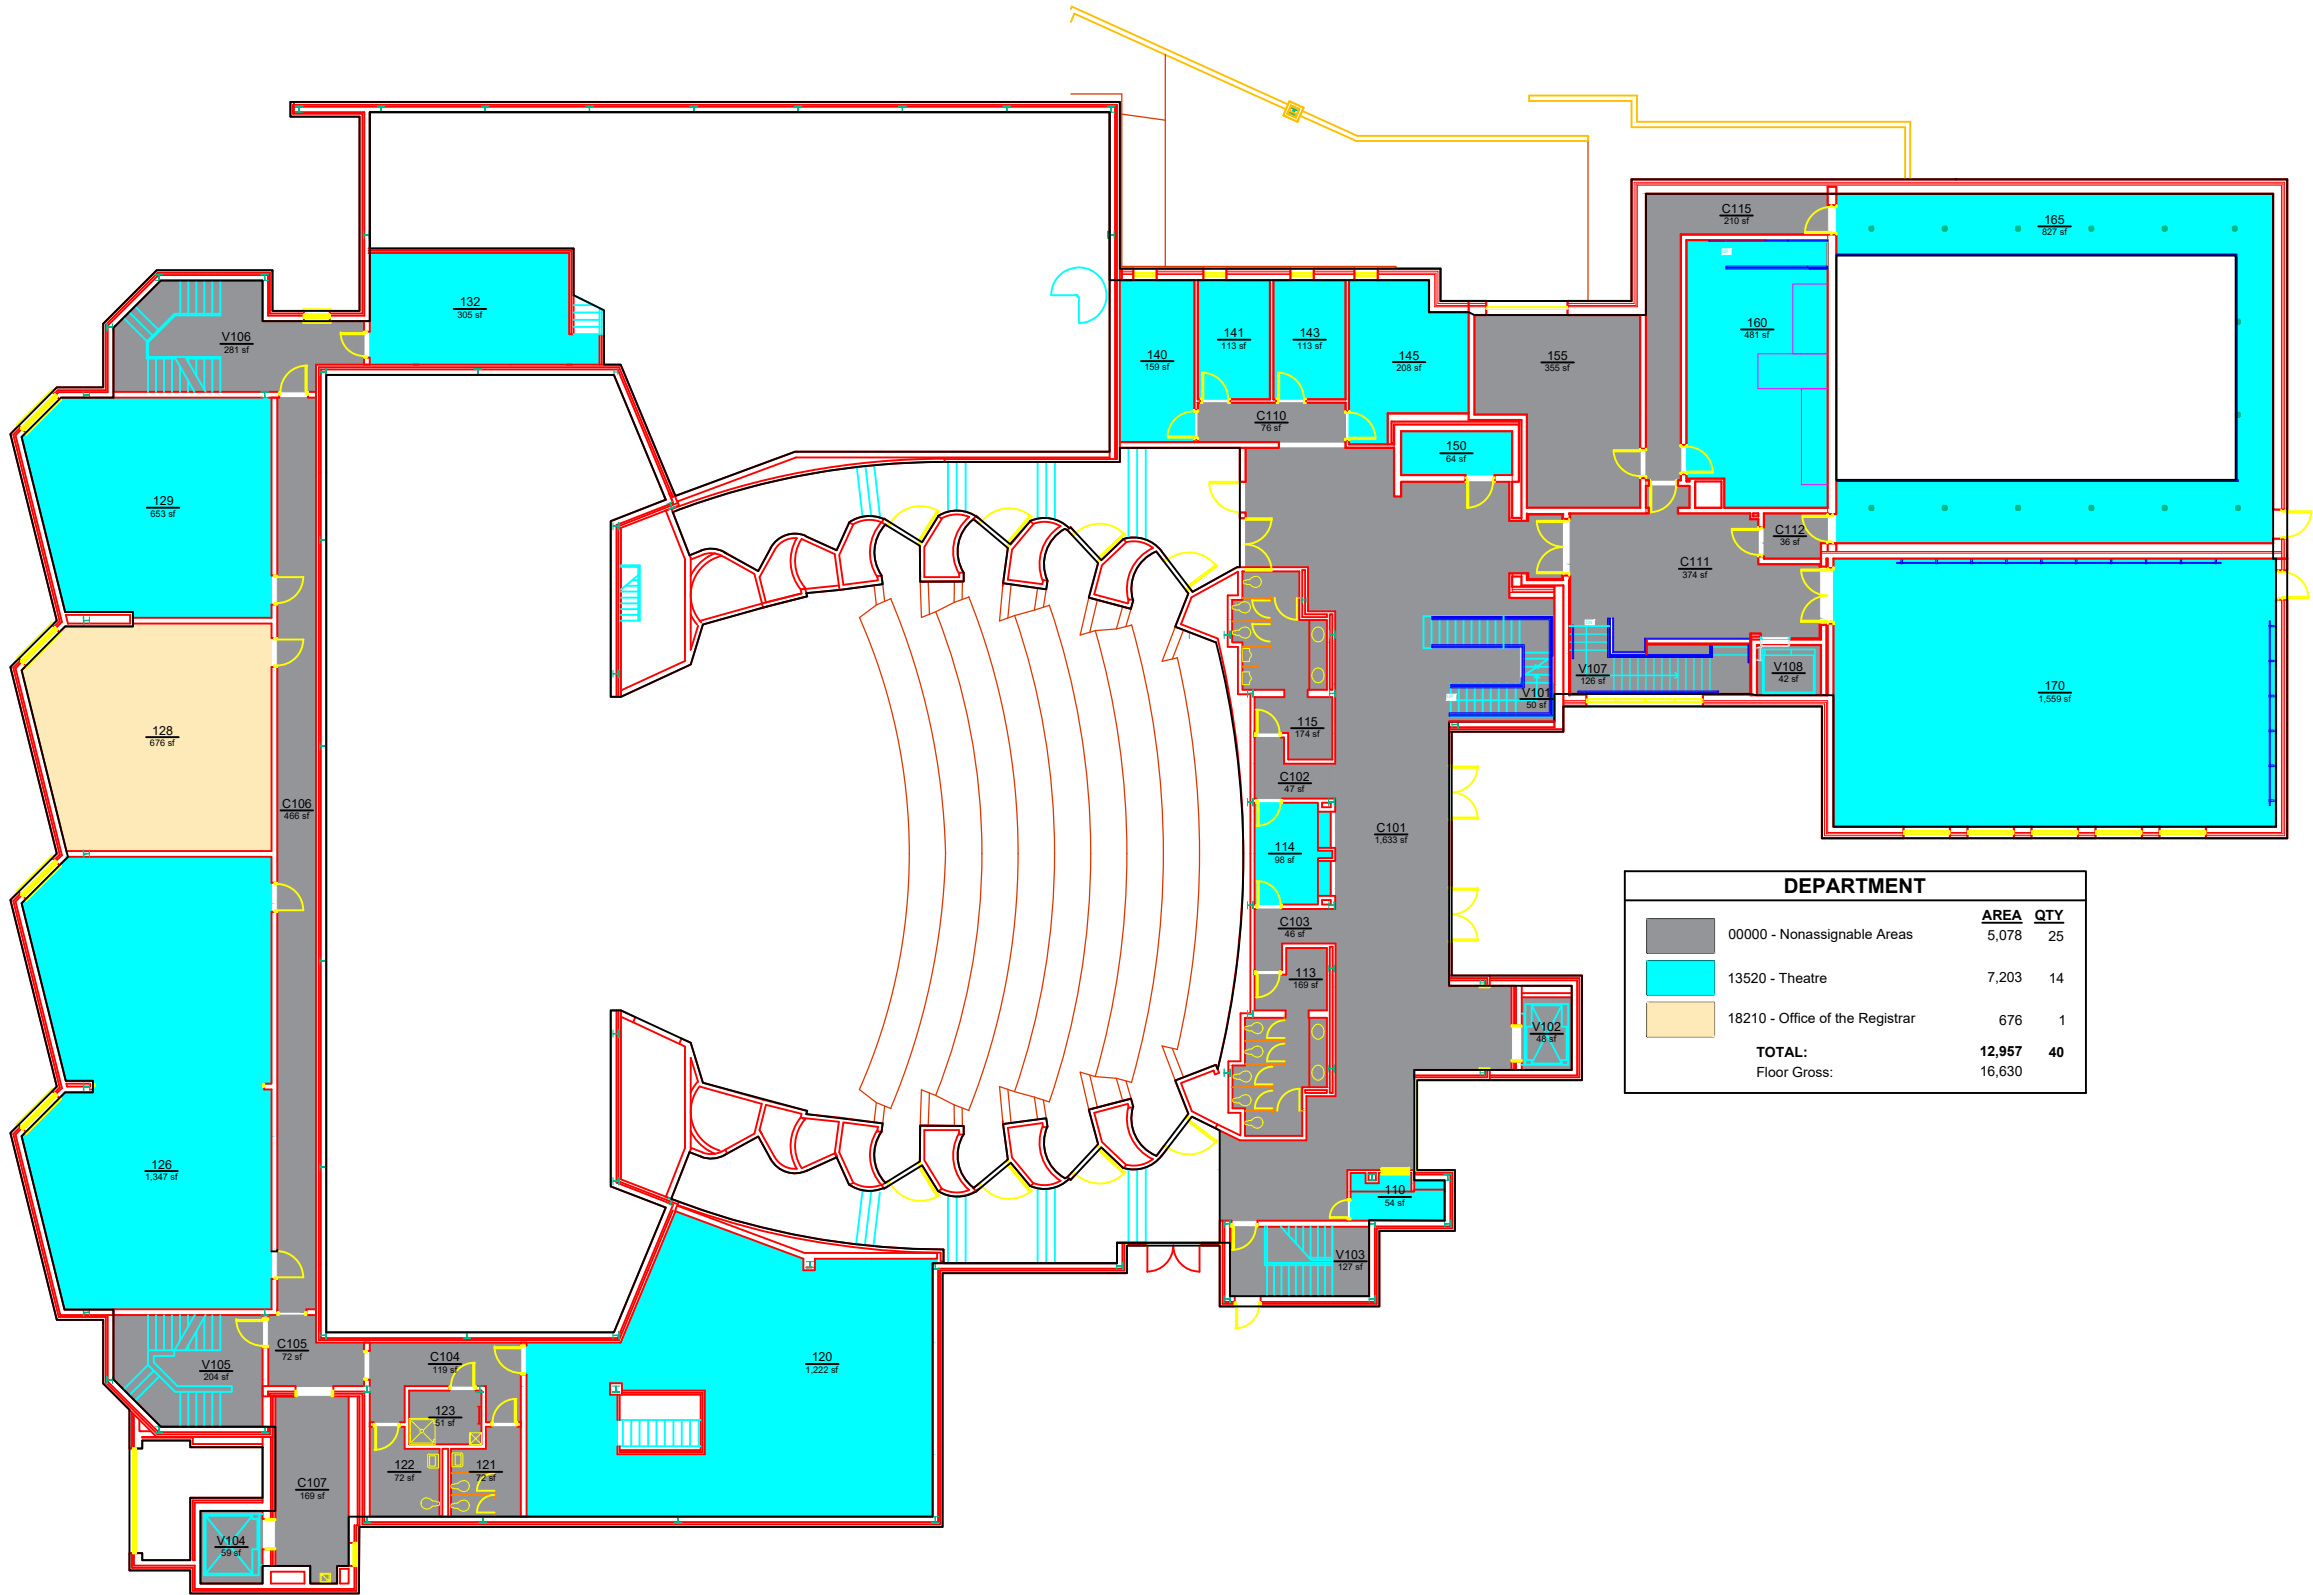 C115
210 sf
165
827 sf
132
305 sf
V106
281 sf
140
159 sf
141
113 sf
143
113 sf
145
208 sf
155
355 sf
160
481 sf
C110
76 sf
150
64 sf
129
653 sf
C112
36 sf
C111
374 sf
V107
126 sf
V108
42 sf
V101
50 sf
170
1,559 sf
128
676 sf
115
174 sf
C102
47 sf
C106
466 sf
C101
1,633 sf
114
98 sf
C103
46 sf
113
169 sf
V102
48 sf
DEPARTMENT
AREA QTY
00000 - Nonassignable Areas 5,078 25
13520 - Theatre 7,203 14
18210 - Office of the Registrar 676 1
TOTAL: 12,957 40
Floor Gross: 16,630
126
1,347 sf
110
54 sf
V103
127 sf
C105
72 sf
V105
204 sf
C104
119 sf
120
1,222 sf
123
51 sf
122
72 sf
121
72 sf
C107
169 sf
V104
59 sf